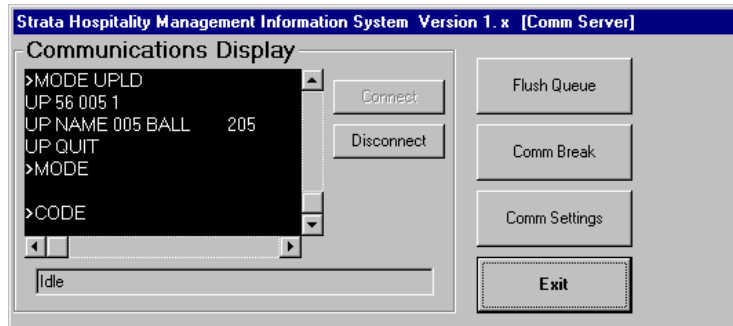 Strata Hospitality Management Information System Version 1. x [Comm Server]
Communications Display
>MODE UPLD
UP 56 005 1
UP NAME 005 BALL 205
UP QUIT
>MODE
>CODE
Idle
Connect
Disconnect
Flush Queue
Comm Break
Comm Settings
Exit